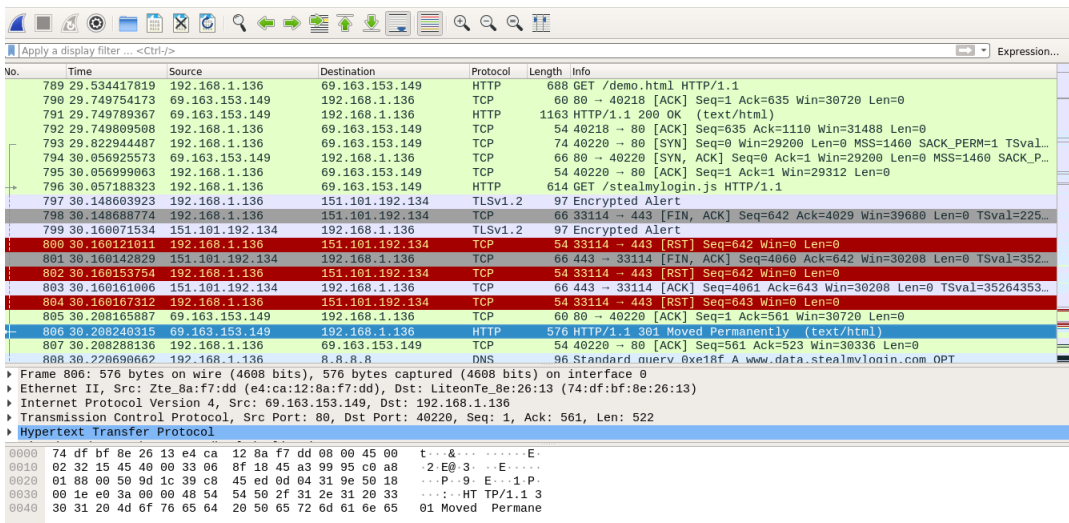 Apply a display filter ... <Ctrl-/> Expression...
No. Time Source Destination Protocol Length Info
789 29.534417819 192.168.1.136 69.163.153.149 HTTP 688 GET /demo.html HTTP/1.1
790 29.749754173 69.163.153.149 192.168.1.136 TCP 60 80 → 40218 [ACK] Seq=1 Ack=635 Win=30720 Len=0
791 29.749789367 69.163.153.149 192.168.1.136 HTTP 1163 HTTP/1.1 200 OK (text/html)
792 29.749809508 192.168.1.136 69.163.153.149 TCP 54 40218 → 80 [ACK] Seq=635 Ack=1110 Win=31488 Len=0
793 29.822944487 192.168.1.136 69.163.153.149 TCP 74 40220 → 80 [SYN] Seq=0 Win=29200 Len=0 MSS=1460 SACK_PERM=1 TSval…
794 30.056925573 69.163.153.149 192.168.1.136 TCP 66 80 → 40220 [SYN, ACK] Seq=0 Ack=1 Win=29200 Len=0 MSS=1460 SACK_P…
795 30.056999063 192.168.1.136 69.163.153.149 TCP 54 40220 → 80 [ACK] Seq=1 Ack=1 Win=29312 Len=0
796 30.057188323 192.168.1.136 69.163.153.149 HTTP 614 GET /stealmylogin.js HTTP/1.1
797 30.148603923 192.168.1.136 151.101.192.134 TLSv1.2 97 Encrypted Alert
798 30.148688774 192.168.1.136 151.101.192.134 TCP 66 33114 → 443 [FIN, ACK] Seq=642 Ack=4029 Win=39680 Len=0 TSval=225…
799 30.160071534 151.101.192.134 192.168.1.136 TLSv1.2 97 Encrypted Alert
800 30.160121011 192.168.1.136 151.101.192.134 TCP 54 33114 → 443 [RST] Seq=642 Win=0 Len=0
801 30.160142829 151.101.192.134 192.168.1.136 TCP 66 443 → 33114 [FIN, ACK] Seq=4060 Ack=642 Win=30208 Len=0 TSval=352…
802 30.160153754 192.168.1.136 151.101.192.134 TCP 54 33114 → 443 [RST] Seq=642 Win=0 Len=0
803 30.160161006 151.101.192.134 192.168.1.136 TCP 66 443 → 33114 [ACK] Seq=4061 Ack=643 Win=30208 Len=0 TSval=35264353…
804 30.160167312 192.168.1.136 151.101.192.134 TCP 54 33114 → 443 [RST] Seq=643 Win=0 Len=0
805 30.208165887 69.163.153.149 192.168.1.136 TCP 60 80 → 40220 [ACK] Seq=1 Ack=561 Win=30720 Len=0
806 30.208240315 69.163.153.149 192.168.1.136 HTTP 576 HTTP/1.1 301 Moved Permanently (text/html)
807 30.208288136 192.168.1.136 69.163.153.149 TCP 54 40220 → 80 [ACK] Seq=561 Ack=523 Win=30336 Len=0
808 30.220690662 192.168.1.136 8.8.8.8 DNS 96 Standard query 0xe18f A www.data.stealmylogin.com OPT
Frame 806: 576 bytes on wire (4608 bits), 576 bytes captured (4608 bits) on interface 0
Ethernet II, Src: Zte_8a:f7:dd (e4:ca:12:8a:f7:dd), Dst: LiteonTe_8e:26:13 (74:df:bf:8e:26:13)
Internet Protocol Version 4, Src: 69.163.153.149, Dst: 192.168.1.136
Transmission Control Protocol, Src Port: 80, Dst Port: 40220, Seq: 1, Ack: 561, Len: 522
Hypertext Transfer Protocol
0000 74 df bf 8e 26 13 e4 ca 12 8a f7 dd 08 00 45 00 t···&··· ······E·
0010 02 32 15 45 40 00 33 06 8f 18 45 a3 99 95 c0 a8 ·2·E@·3· ··E·····
0020 01 88 00 50 9d 1c 39 c8 45 ed 0d 04 31 9e 50 18 ···P··9· E···1·P·
0030 00 1e e0 3a 00 00 48 54 54 50 2f 31 2e 31 20 33 ···:··HT TP/1.1 3
0040 30 31 20 4d 6f 76 65 64 20 50 65 72 6d 61 6e 65 01 Moved Permane